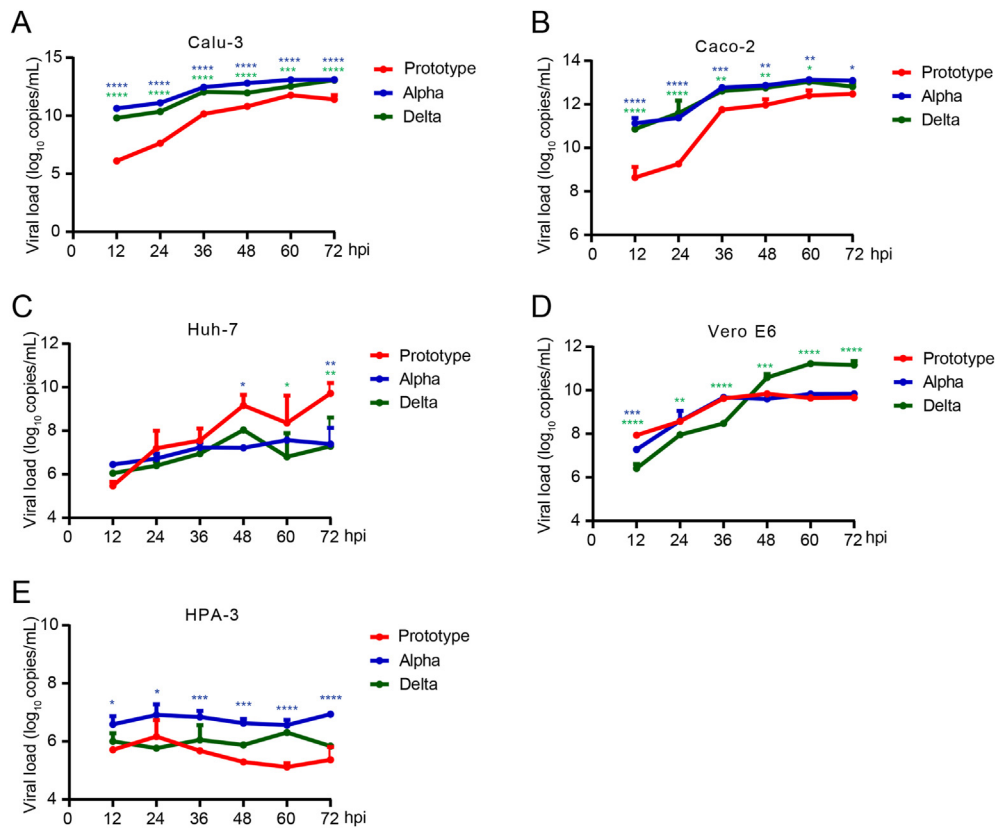 A
Calu-3
Viral load (log10 copies/mL)
15
10
5
0
**** **** **** **** **** ****
**** **** **** **** *** ****
0 12 24 36 48 60 72 hpi
Prototype
Alpha
Delta
B
Caco-2
Viral load (log10 copies/mL)
14
12
10
8
6
**** **** *** ** ** *
**** **** ** ** *
0 12 24 36 48 60 72 hpi
Prototype
Alpha
Delta
C
Huh-7
Viral load (log10 copies/mL)
12
10
8
6
4
* * **
**
0 12 24 36 48 60 72 hpi
Prototype
Alpha
Delta
D
Vero E6
Viral load (log10 copies/mL)
12
10
8
6
4
***
**** ** **** *** **** ****
0 12 24 36 48 60 72 hpi
Prototype
Alpha
Delta
E
HPA-3
Viral load (log10 copies/mL)
10
8
6
4
* * *** *** **** ****
0 12 24 36 48 60 72 hpi
Prototype
Alpha
Delta